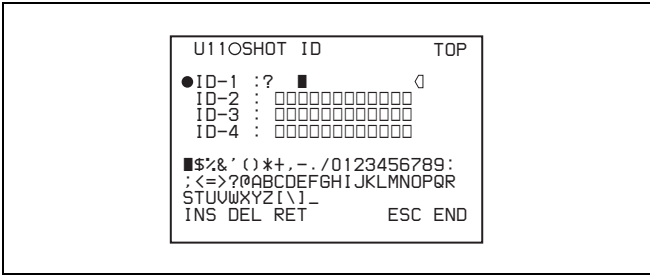 U11○SHOT ID TOP
●ID-1 :? ■ ⌂
ID-2 : □□□□□□□□□□□□
ID-3 : □□□□□□□□□□□□
ID-4 : □□□□□□□□□□□□
■$%&'()*+,-./0123456789:
;<=>?@ABCDEFGHIJKLMNOPQR
STUVWXYZ[\]_
INS DEL RET ESC END